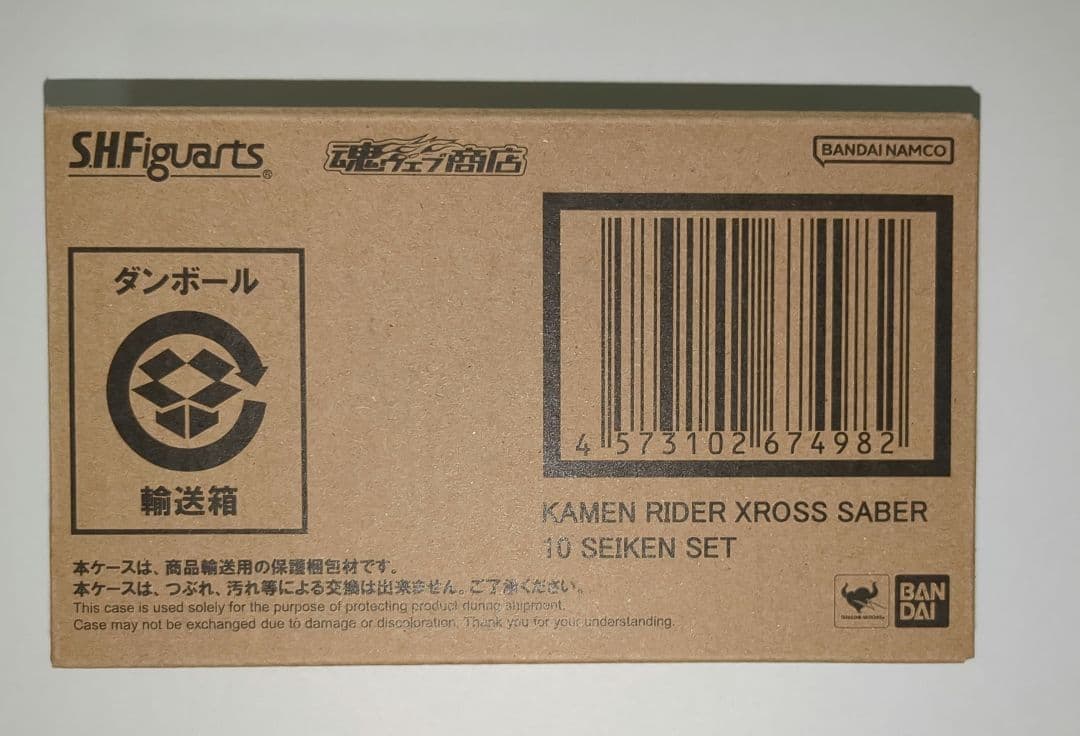 S.H.Figuarts®
魂ウェブ商店
BANDAI NAMCO
ダンボール
輸送箱
4 573102 674982
KAMEN RIDER XROSS SABER
10 SEIKEN SET
本ケースは、商品輸送用の保護梱包材です。
本ケースは、つぶれ、汚れ等による交換は出来ません。ご了承ください。
This case is used solely for the purpose of protecting product during shipment.
Case may not be exchanged due to damage or discoloration. Thank you for your understanding.
BAN
DAI